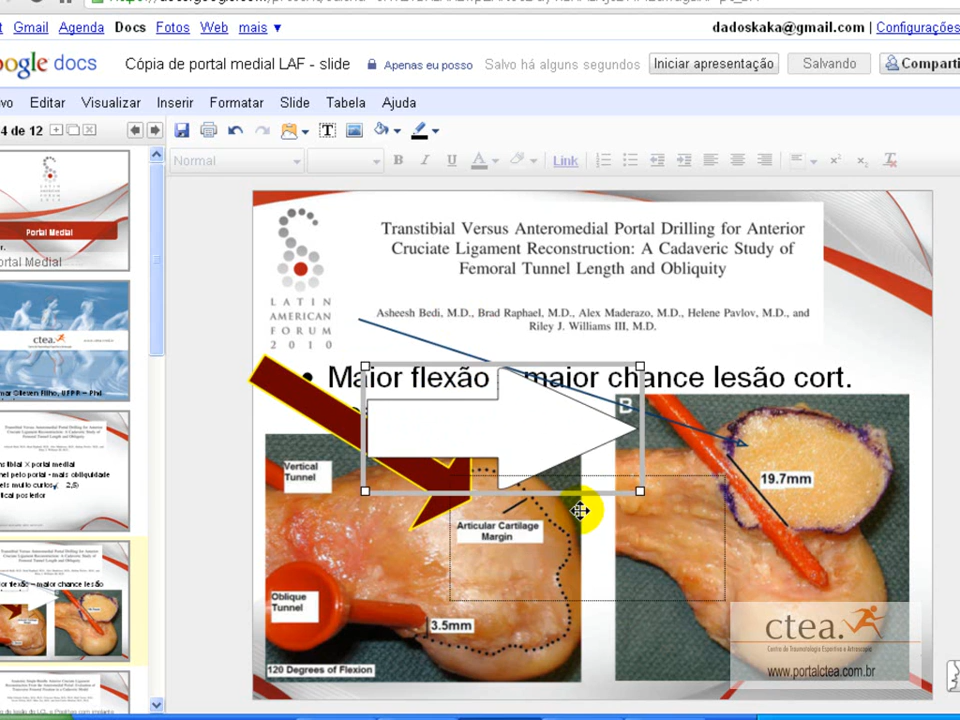 Gmail Agenda Docs Fotos Web mais ▼
dadoskaka@gmail.com | Configurações
ogle docs
Cópia de portal medial LAF - slide
Apenas eu posso
Salvo há alguns segundos
Iniciar apresentação
Salvando
Comparti
vo Editar Visualizar Inserir Formatar Slide Tabela Ajuda
4 de 12
Normal
B I U A Link
Portal Medial
ortal Medial
ctea.
LATIN
AMERICAN
FORUM
2010
Transtibial Versus Anteromedial Portal Drilling for Anterior
Cruciate Ligament Reconstruction: A Cadaveric Study of
Femoral Tunnel Length and Obliquity
Asheesh Bedi, M.D., Brad Raphael, M.D., Alex Maderazo, M.D., Helene Pavlov, M.D., and
Riley J. Williams III, M.D.
• Maior flexão maior chance lesão cort.
B
Vertical
Tunnel
19.7mm
Articular Cartilage
Margin
Oblique
Tunnel
3.5mm
120 Degrees of Flexion
ctea.
Centro de Traumatologia Esportiva e Artroscopia
www.portalctea.com.br